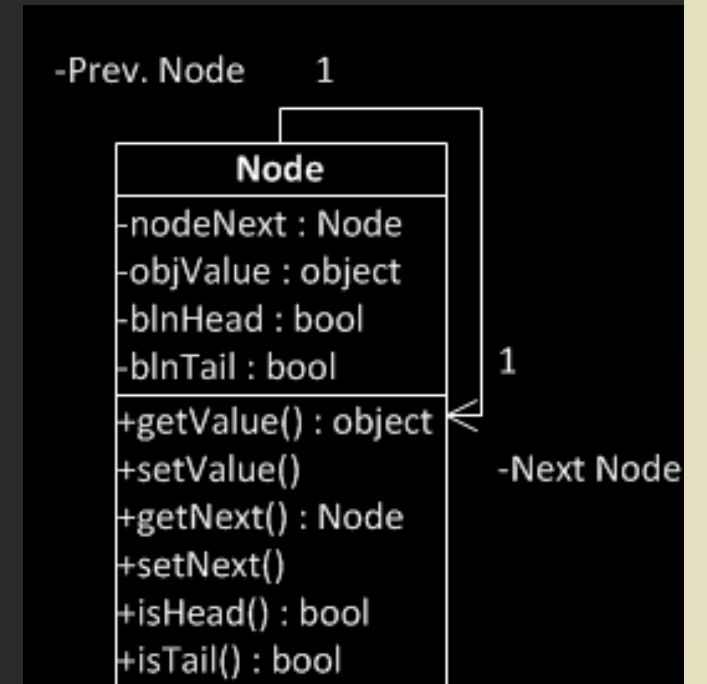 -Prev. Node 1
Node
-nodeNext : Node
-objValue : object
-blnHead : bool
-blnTail : bool
1
+getValue() : object
+setValue()
-Next Node
+getNext() : Node
+setNext()
+isHead() : bool
+isTail() : bool